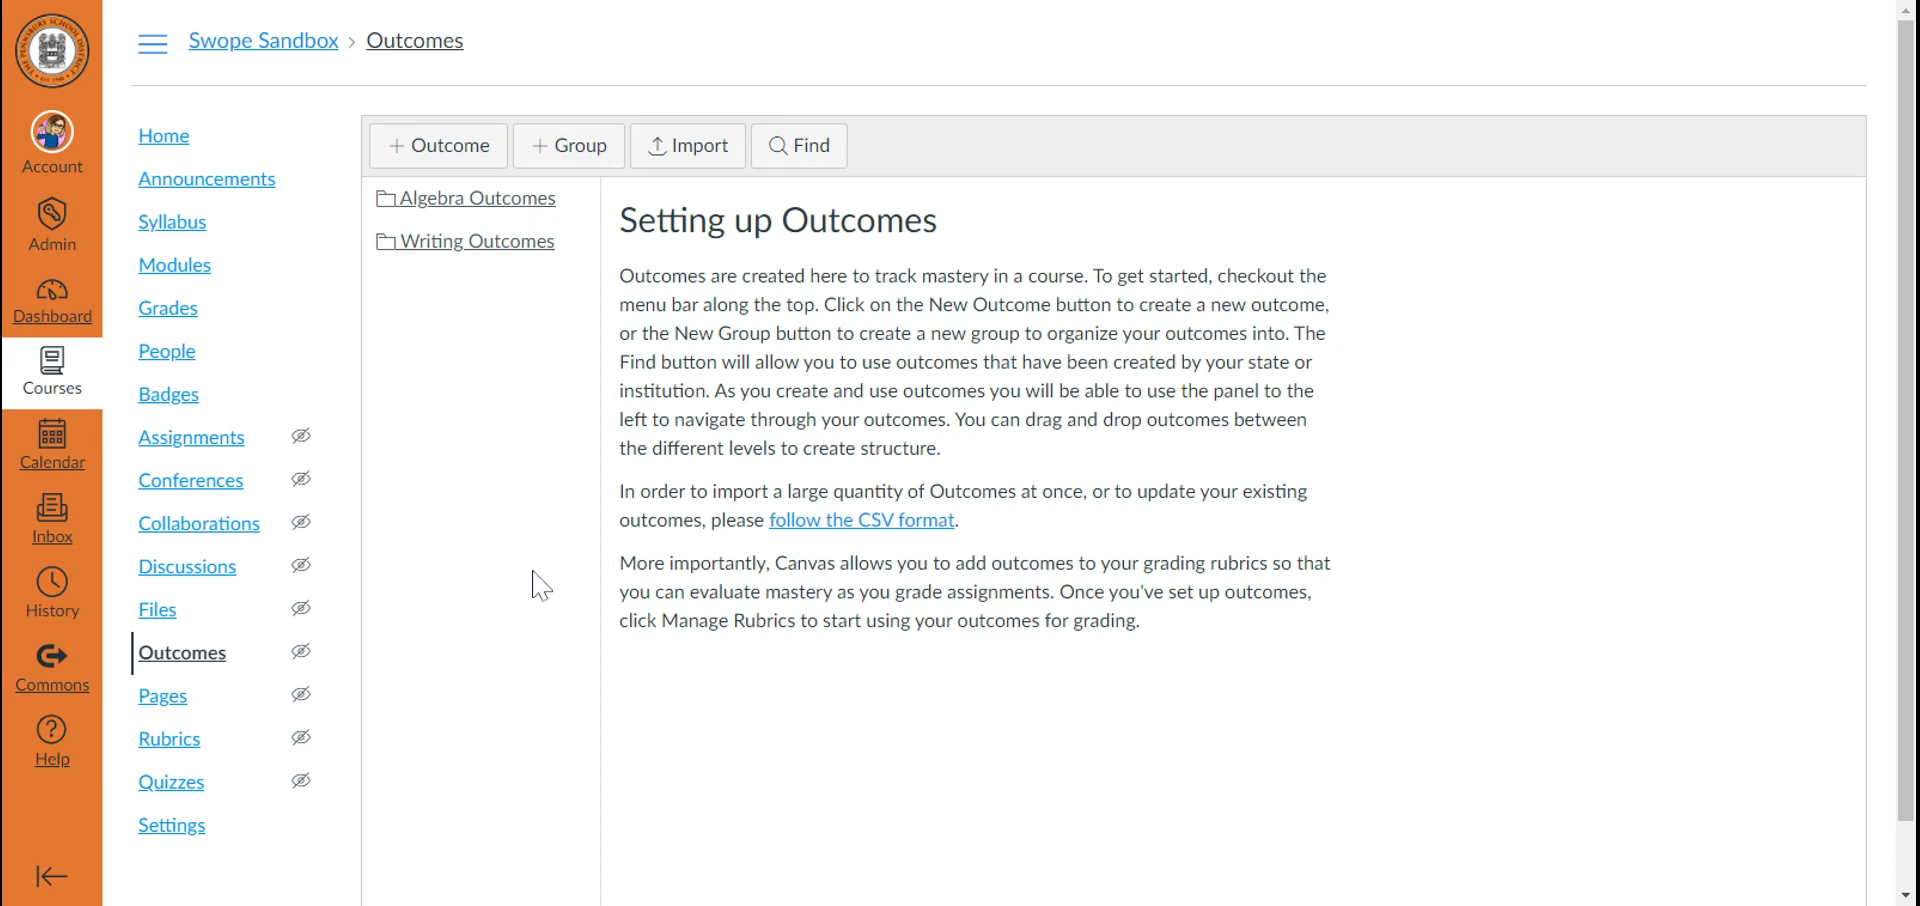 Swope Sandbox › Outcomes
Account
Admin
Dashboard
Courses
Calendar
Inbox
History
Commons
Help
Home
Announcements
Syllabus
Modules
Grades
People
Badges
Assignments
Conferences
Collaborations
Discussions
Files
Outcomes
Pages
Rubrics
Quizzes
Settings
+ Outcome + Group Import Find
Algebra Outcomes
Writing Outcomes
Setting up Outcomes
Outcomes are created here to track mastery in a course. To get started, checkout the
menu bar along the top. Click on the New Outcome button to create a new outcome,
or the New Group button to create a new group to organize your outcomes into. The
Find button will allow you to use outcomes that have been created by your state or
institution. As you create and use outcomes you will be able to use the panel to the
left to navigate through your outcomes. You can drag and drop outcomes between
the different levels to create structure.
In order to import a large quantity of Outcomes at once, or to update your existing
outcomes, please follow the CSV format.
More importantly, Canvas allows you to add outcomes to your grading rubrics so that
you can evaluate mastery as you grade assignments. Once you've set up outcomes,
click Manage Rubrics to start using your outcomes for grading.